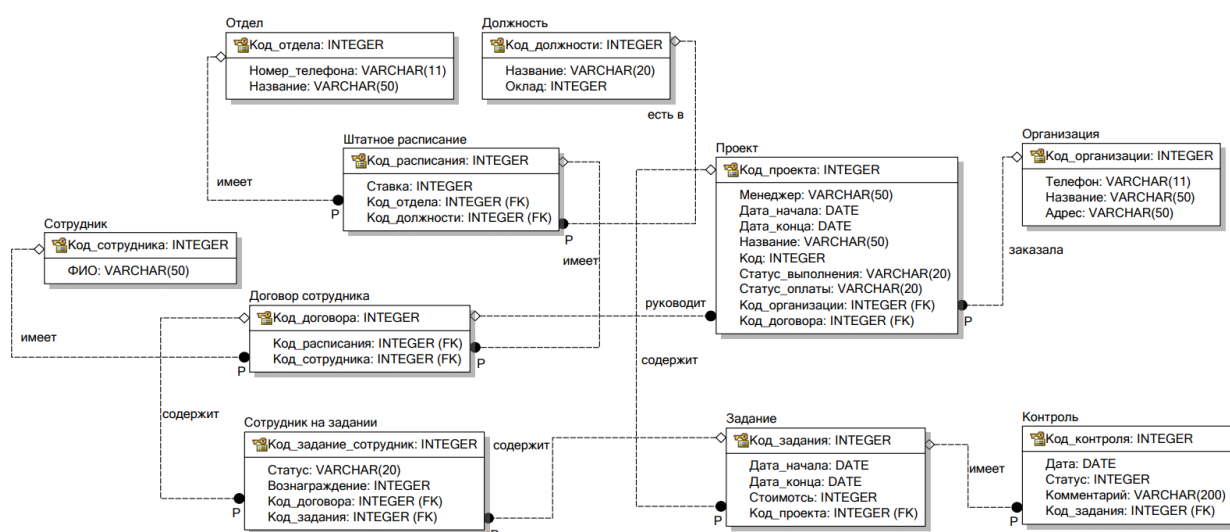 Отдел
Код_отдела: INTEGER
Номер_телефона: VARCHAR(11)
Название: VARCHAR(50)
Должность
Код_должности: INTEGER
Название: VARCHAR(20)
Оклад: INTEGER
есть в
Штатное расписание
Код_расписания: INTEGER
Ставка: INTEGER
Код_отдела: INTEGER (FK)
Код_должности: INTEGER (FK)
имеет
P
P
имеет
Проект
Код_проекта: INTEGER
Менеджер: VARCHAR(50)
Дата_начала: DATE
Дата_конца: DATE
Название: VARCHAR(50)
Код: INTEGER
Статус_выполнения: VARCHAR(20)
Статус_оплаты: VARCHAR(20)
Код_организации: INTEGER (FK)
Код_договора: INTEGER (FK)
Организация
Код_организации: INTEGER
Телефон: VARCHAR(11)
Название: VARCHAR(50)
Адрес: VARCHAR(50)
заказала
P
Сотрудник
Код_сотрудника: INTEGER
ФИО: VARCHAR(50)
имеет
Договор сотрудника
Код_договора: INTEGER
Код_расписания: INTEGER (FK)
Код_сотрудника: INTEGER (FK)
P
P
руководит
содержит
содержит
Сотрудник на задании
Код_задание_сотрудник: INTEGER
Статус: VARCHAR(20)
Вознаграждение: INTEGER
Код_договора: INTEGER (FK)
Код_задания: INTEGER (FK)
P
P
содержит
Задание
Код_задания: INTEGER
Дата_начала: DATE
Дата_конца: DATE
Стоимотсь: INTEGER
Код_проекта: INTEGER (FK)
P
имеет
Контроль
Код_контроля: INTEGER
Дата: DATE
Статус: INTEGER
Комментарий: VARCHAR(200)
Код_задания: INTEGER (FK)
P